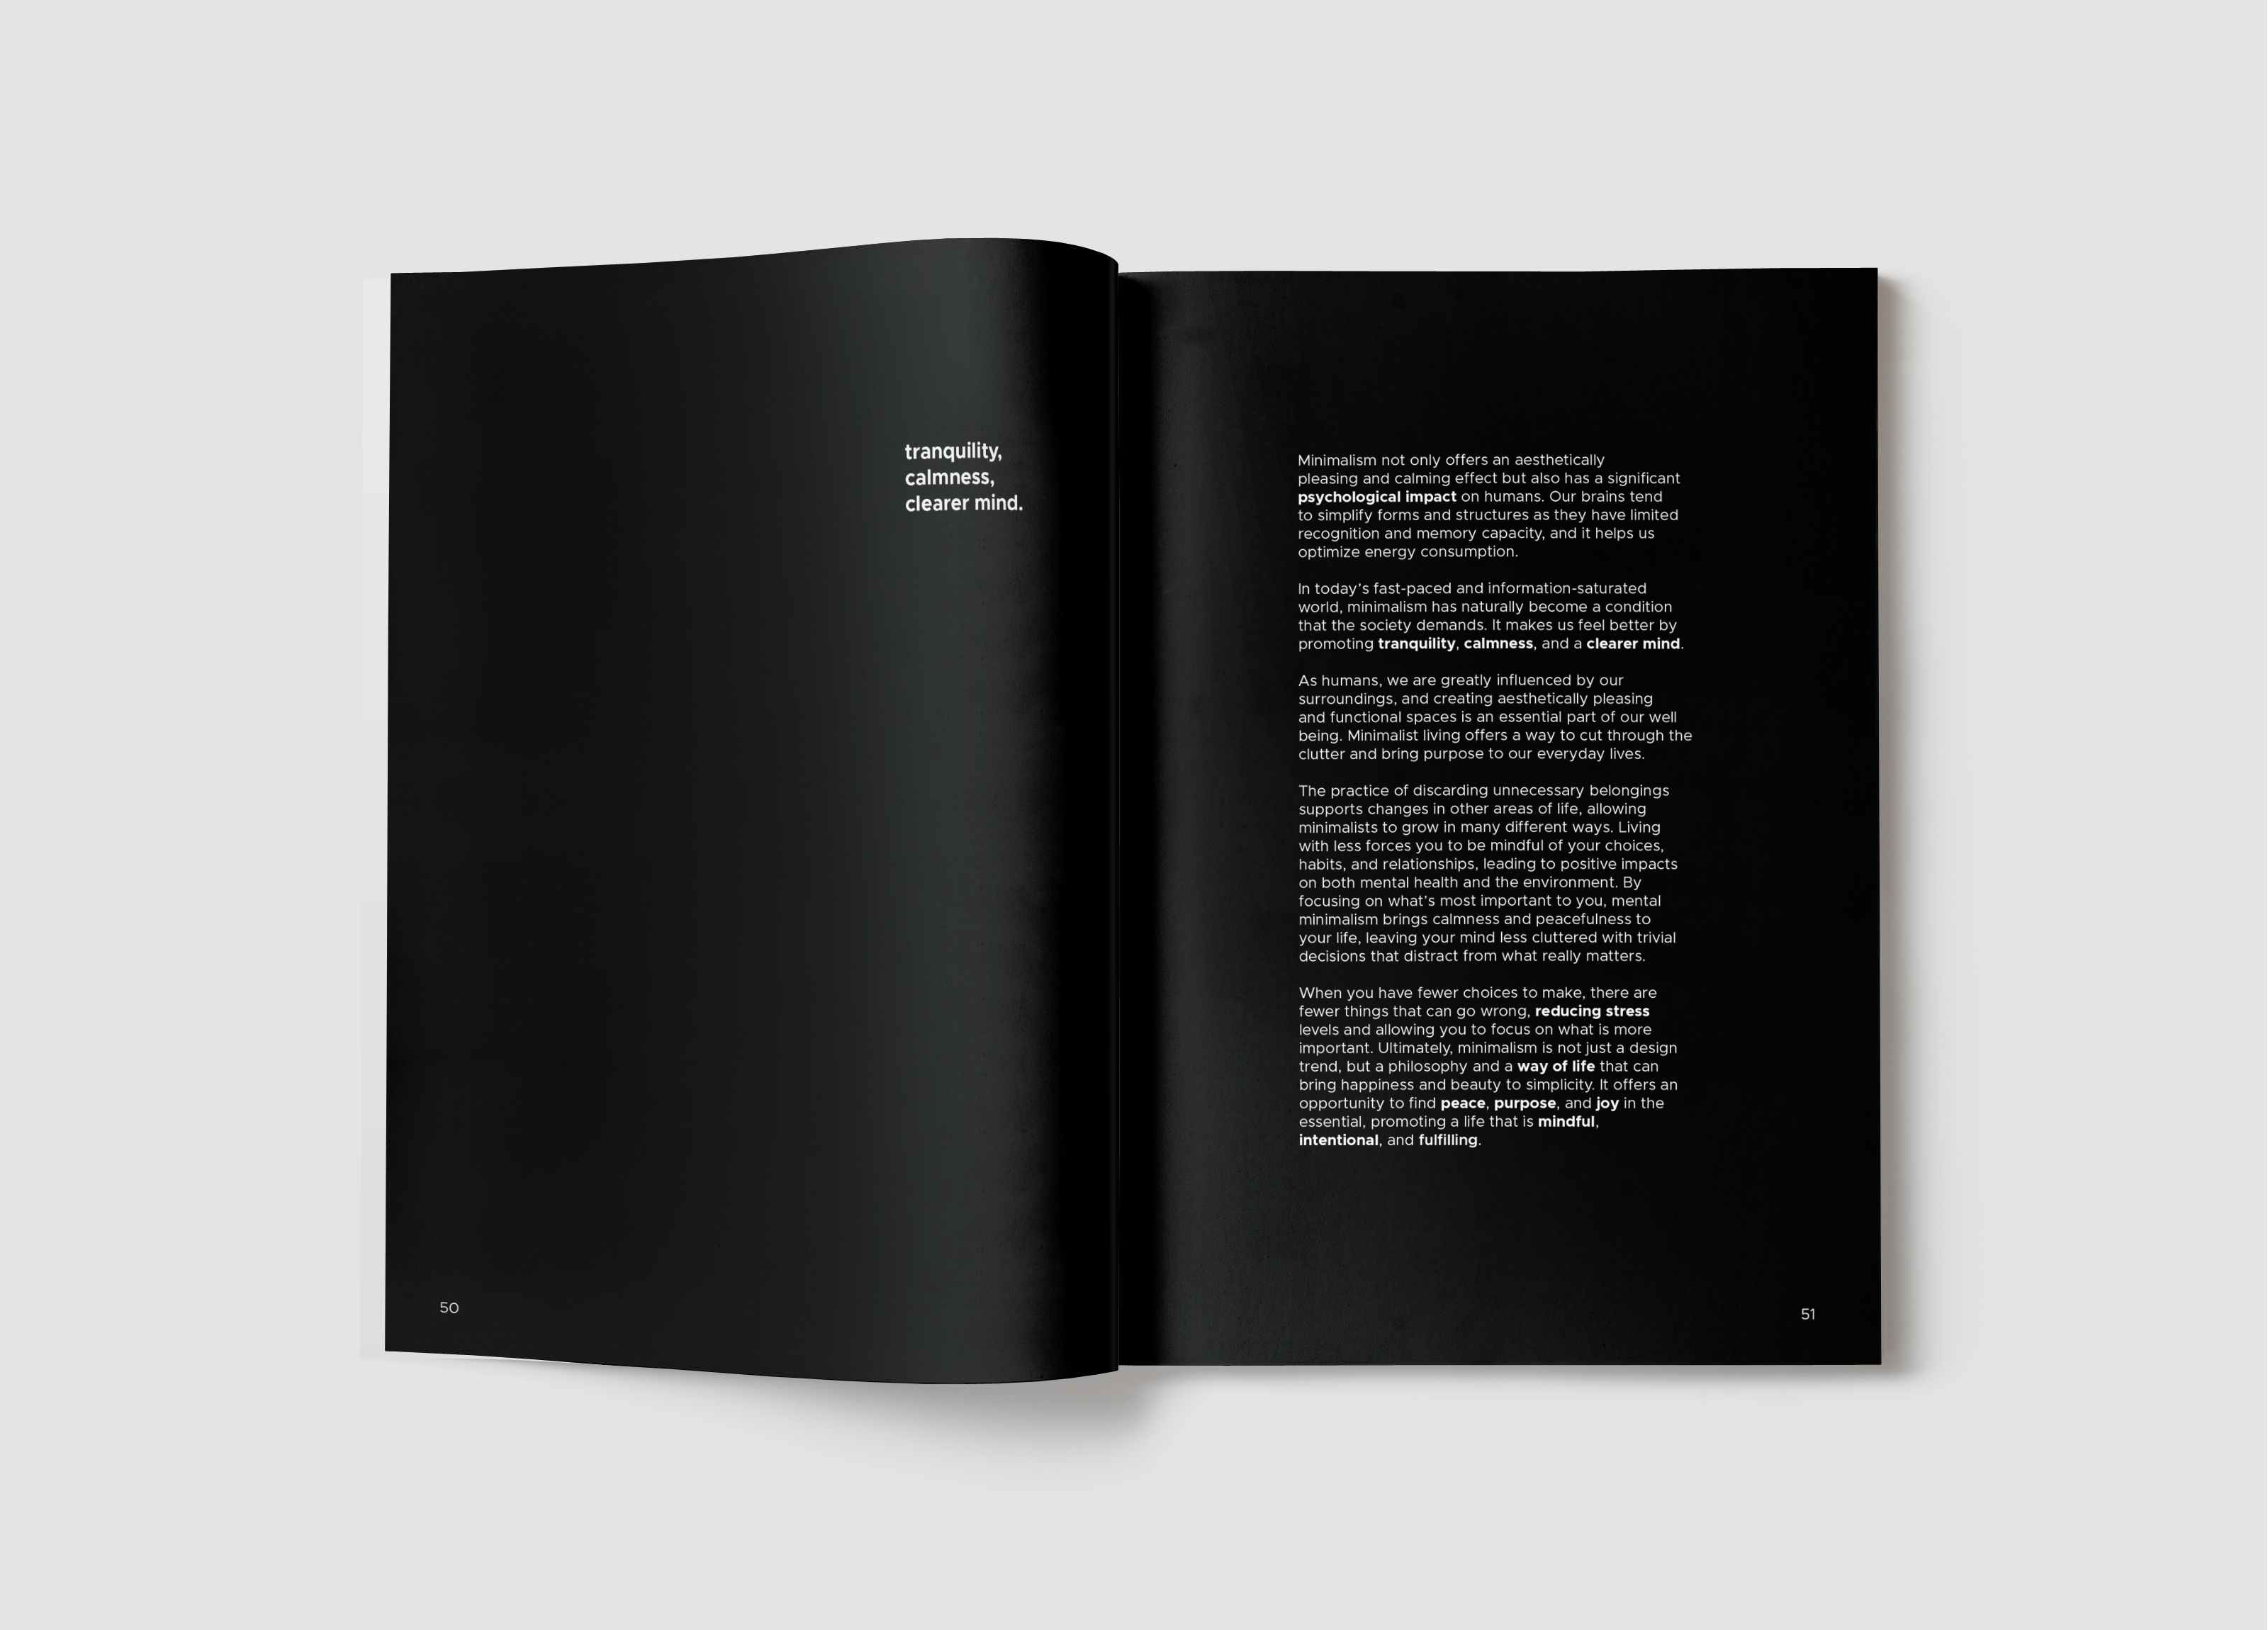 tranquility,
calmness,
clearer mind.
50
Minimalism not only offers an aesthetically
pleasing and calming effect but also has a significant
psychological impact on humans. Our brains tend
to simplify forms and structures as they have limited
recognition and memory capacity, and it helps us
optimize energy consumption.
In today’s fast-paced and information-saturated
world, minimalism has naturally become a condition
that the society demands. It makes us feel better by
promoting tranquility, calmness, and a clearer mind.
As humans, we are greatly influenced by our
surroundings, and creating aesthetically pleasing
and functional spaces is an essential part of our well
being. Minimalist living offers a way to cut through the
clutter and bring purpose to our everyday lives.
The practice of discarding unnecessary belongings
supports changes in other areas of life, allowing
minimalists to grow in many different ways. Living
with less forces you to be mindful of your choices,
habits, and relationships, leading to positive impacts
on both mental health and the environment. By
focusing on what’s most important to you, mental
minimalism brings calmness and peacefulness to
your life, leaving your mind less cluttered with trivial
decisions that distract from what really matters.
When you have fewer choices to make, there are
fewer things that can go wrong, reducing stress
levels and allowing you to focus on what is more
important. Ultimately, minimalism is not just a design
trend, but a philosophy and a way of life that can
bring happiness and beauty to simplicity. It offers an
opportunity to find peace, purpose, and joy in the
essential, promoting a life that is mindful,
intentional, and fulfilling.
51